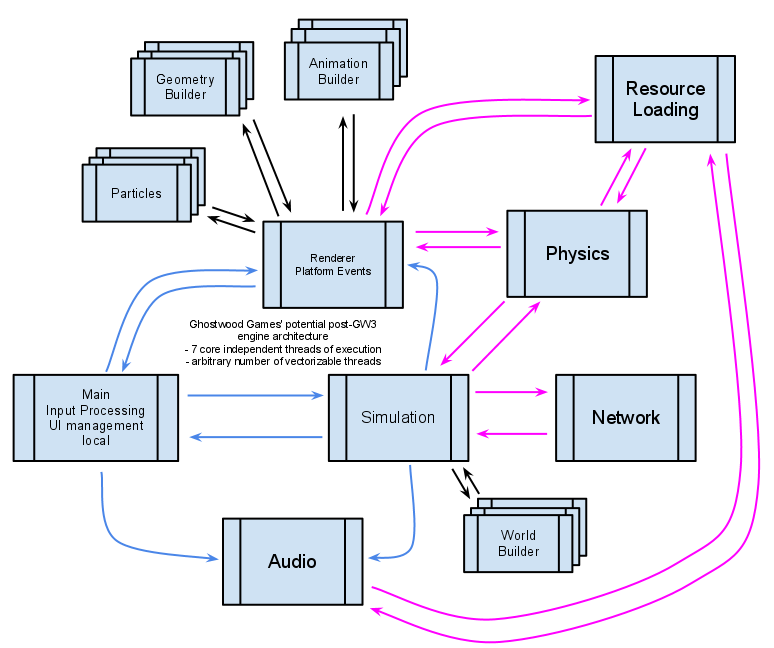 Animation
Builder
Geometry
Builder
Resource
Loading
Particles
Renderer
Platform Events
Physics
Ghostwood Games' potential post-GW3
engine architecture
- 7 core independent threads of execution
- arbitrary number of vectorizable threads
Main
Input Processing
UI management
local
Simulation
Network
World
Builder
Audio